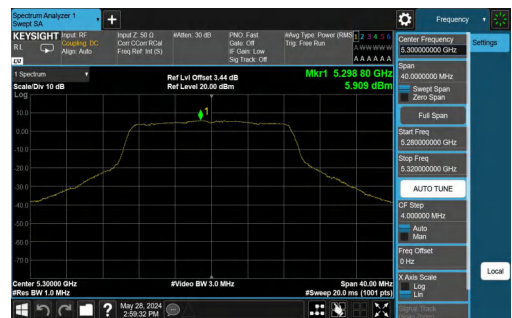 Spectrum Analyzer 1
Swept SA
Frequency
KEYSIGHT
RL
LV
Input: RF
Coupling: DC
Align: Auto
Input Z: 50 Ω
Corr CCorr RCal
Freq Ref: Int (S)
#Atten: 30 dB
PNO: Fast
Gate: Off
IF Gain: Low
Sig Track: Off
#Avg Type: Power (RMS)
Trig: Free Run
1 2 3 4 5 6
A W W W W W
A A A A A A
1 Spectrum
Scale/Div 10 dB
Log
Ref Lvl Offset 3.44 dB
Ref Level 20.00 dBm
Mkr1 5.298 80 GHz
5.909 dBm
1
10.0
0.00
-10.0
-20.0
-30.0
-40.0
-50.0
-60.0
-70.0
Center 5.30000 GHz
#Res BW 1.0 MHz
#Video BW 3.0 MHz
Span 40.00 MHz
#Sweep 20.0 ms (1001 pts)
May 28, 2024
2:59:32 PM
Center Frequency
5.300000000 GHz
Span
40.0000000 MHz
Swept Span
Zero Span
Full Span
Start Freq
5.280000000 GHz
Stop Freq
5.320000000 GHz
AUTO TUNE
CF Step
4.000000 MHz
Auto
Man
Freq Offset
0 Hz
X Axis Scale
Log
Lin
Signal Track
Settings
Local